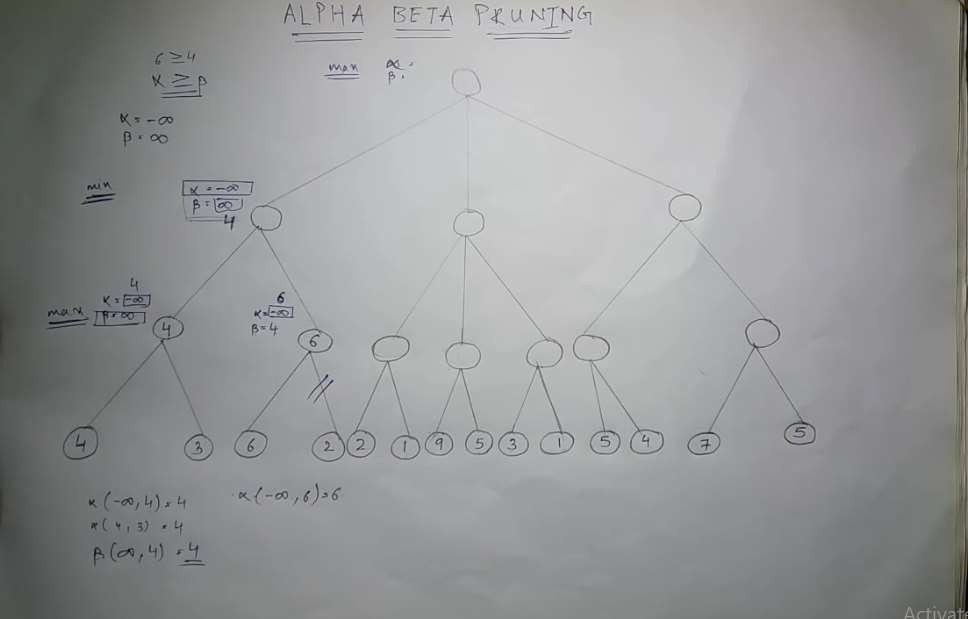 ALPHA BETA PRUNING
6 ≥ 4
α ≥ β
max
α =
β =
α = -∞
β = ∞
min
α = -∞
β = ∞
4
4
α = -∞
β = ∞
max
4
6
α = -∞
β = 4
6
4 3 6 2 2 1 9 5 3 1 5 4 7 5
α(-∞, 4) = 4
α(-∞, 6) = 6
α(4, 3) = 4
β(∞, 4) = 4
Activate